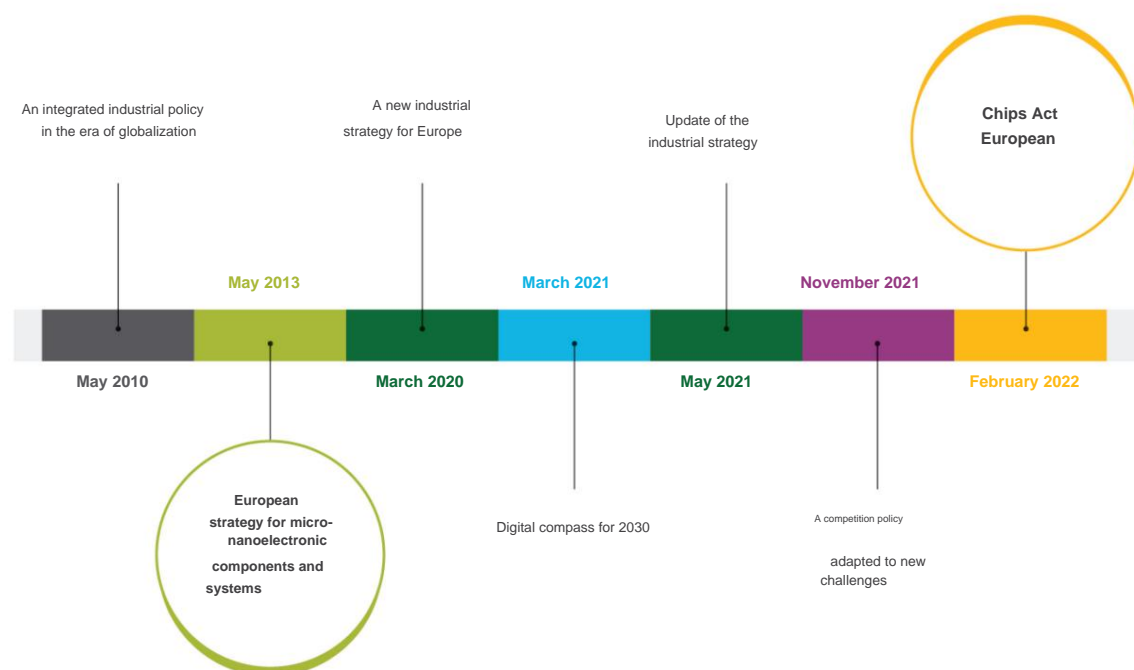 An integrated industrial policy
in the era of globalization
A new industrial
strategy for Europe
Update of the
industrial strategy
Chips Act
European
May 2013
March 2021
November 2021
May 2010
March 2020
May 2021
February 2022
European
strategy for micro-
nanoelectronic
components and
systems
Digital compass for 2030
A competition policy
adapted to new
challenges